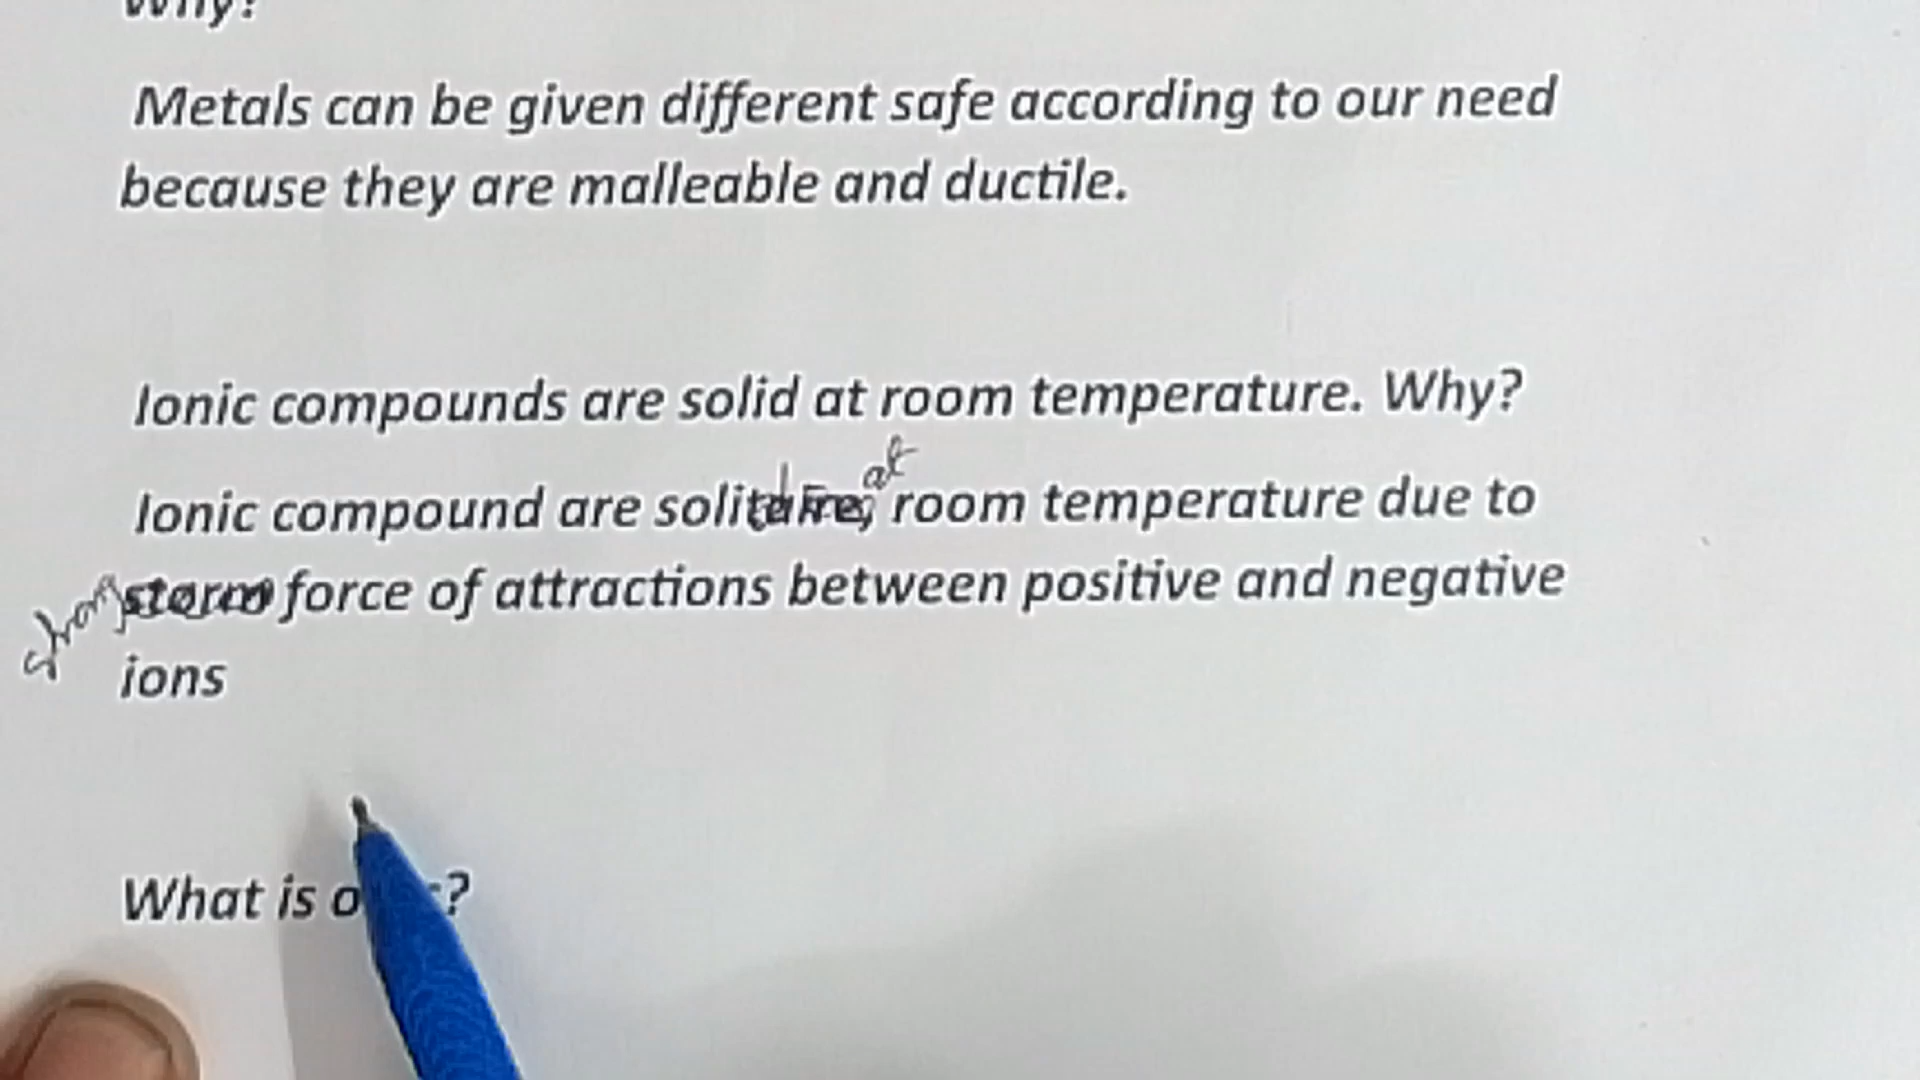 Why?
Metals can be given different safe according to our need
because they are malleable and ductile.
Ionic compounds are solid at room temperature. Why?
at
Ionic compound are solid room temperature due to
strong storm force of attractions between positive and negative
ions
What is ?